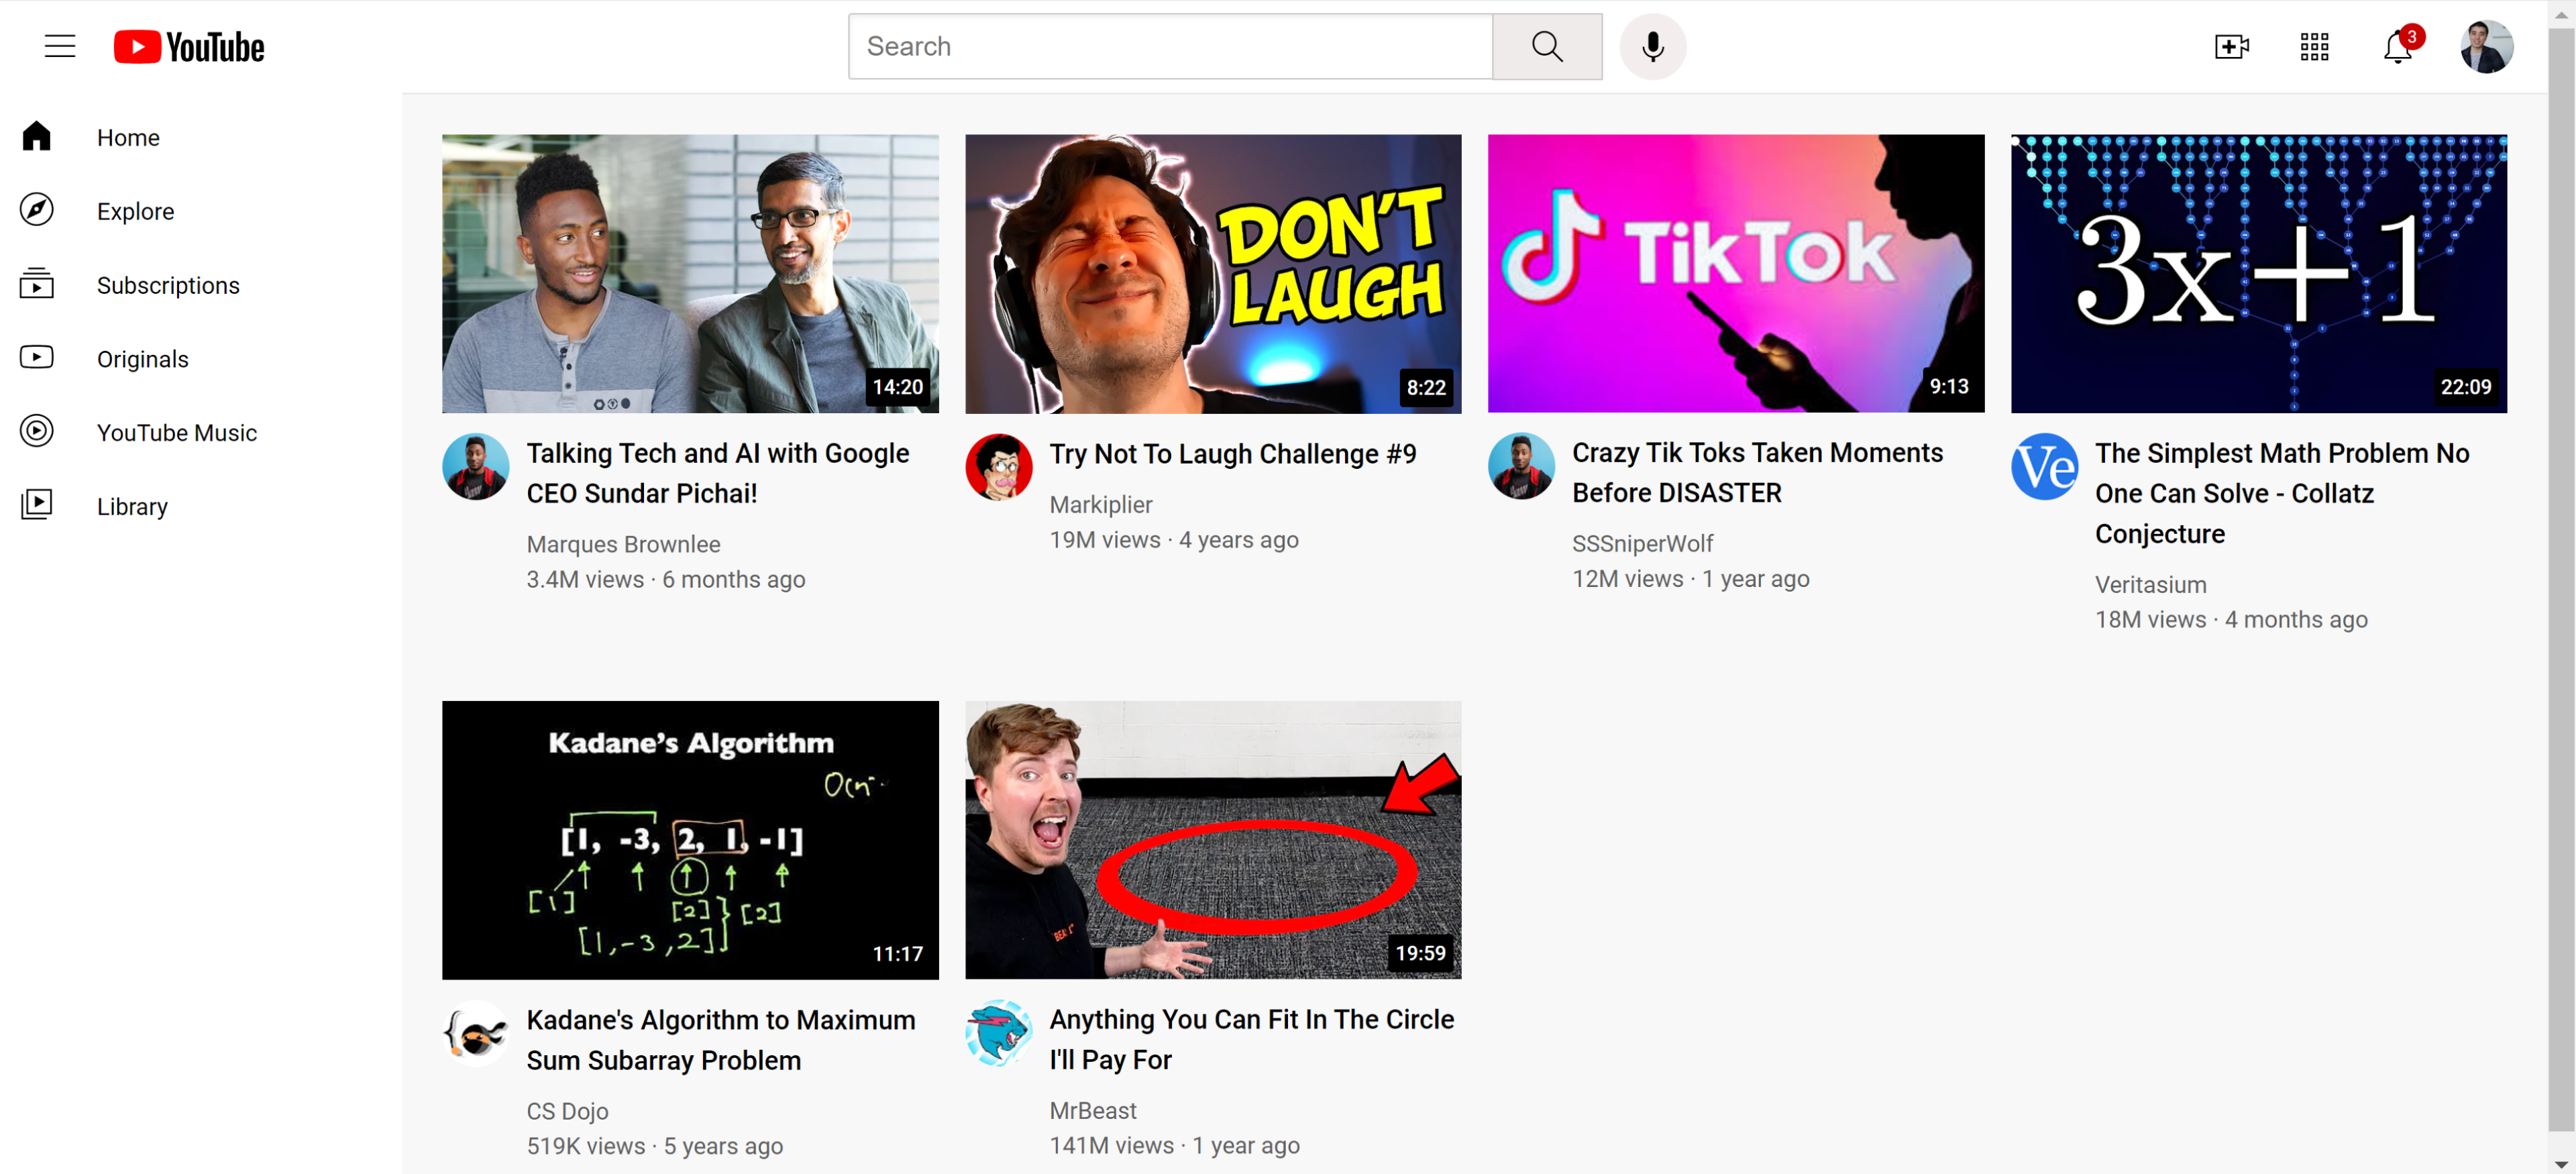 YouTube
Search
3
Home
Explore
Subscriptions
Originals
YouTube Music
Library
14:20
Talking Tech and AI with Google
CEO Sundar Pichai!
Marques Brownlee
3.4M views · 6 months ago
DON'T
LAUGH
8:22
Try Not To Laugh Challenge #9
Markiplier
19M views · 4 years ago
TikTok
9:13
Crazy Tik Toks Taken Moments
Before DISASTER
SSSniperWolf
12M views · 1 year ago
3x+1
22:09
Ve
The Simplest Math Problem No
One Can Solve - Collatz
Conjecture
Veritasium
18M views · 4 months ago
Kadane's Algorithm
[1, -3, 2, 1, -1]
[1]
[2]
[2]
[1,-3,2]
11:17
Kadane's Algorithm to Maximum
Sum Subarray Problem
CS Dojo
519K views · 5 years ago
19:59
Anything You Can Fit In The Circle
I'll Pay For
MrBeast
141M views · 1 year ago